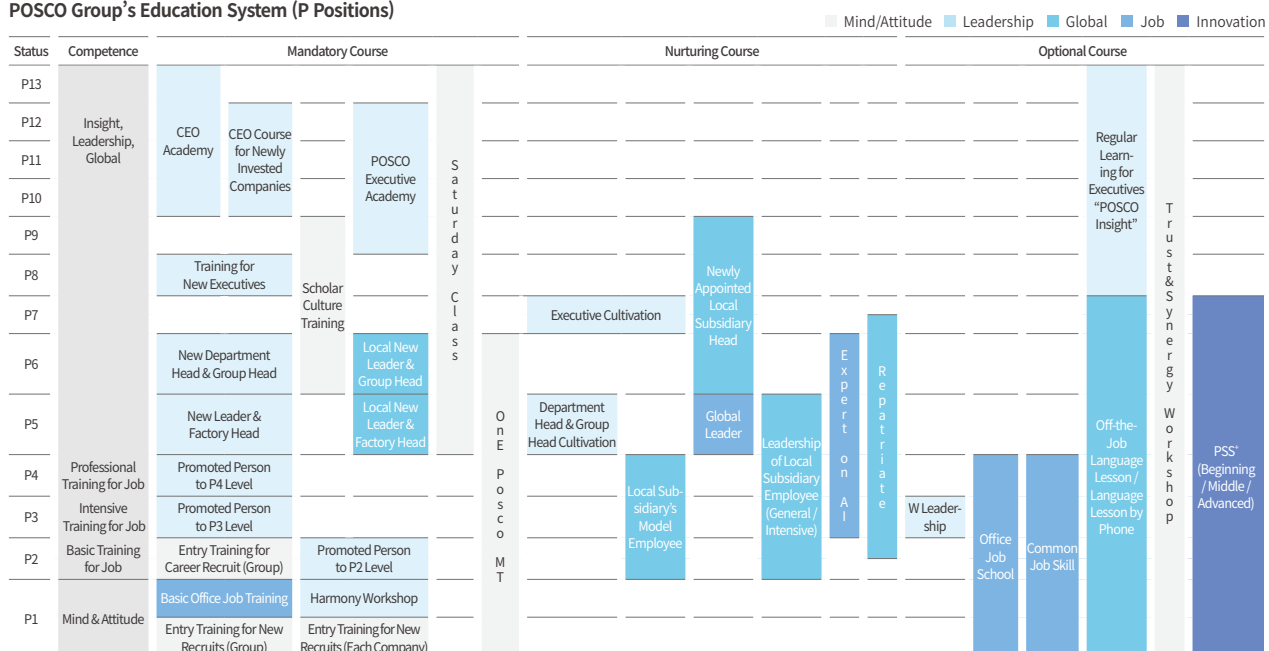 POSCO Group's Education System (P Positions)
Mind/Attitude
Leadership
Global
Job
Innovation
Status
Competence
Mandatory Course
Nurturing Course
Optional Course
P13
P12
P11
P10
P9
P8
P7
P6
P5
P4
P3
P2
P1
Insight,
Leadership,
Global
Professional
Training for Job
Intensive
Training for Job
Basic Training
for Job
Mind & Attitude
CEO
Academy
CEO Course
for Newly
Invested
Companies
POSCO
Executive
Academy
Saturday Class
Training for
New Executives
Scholar
Culture
Training
New Department
Head & Group Head
Local New
Leader &
Group Head
New Leader &
Factory Head
Local New
Leader &
Factory Head
Promoted Person
to P4 Level
Promoted Person
to P3 Level
Entry Training for
Career Recruit (Group)
Promoted Person
to P2 Level
Basic Office Job Training
Harmony Workshop
Entry Training for New
Recruits (Group)
Entry Training for New
Recruits (Each Company)
OnE Posco MT
Executive Cultivation
Department
Head & Group
Head Cultivation
Local Sub-
sidiary's
Model
Employee
Newly
Appointed
Local
Subsidiary
Head
Global
Leader
Leadership
of Local
Subsidiary
Employee
(General /
Intensive)
Expert on AI
Repatriate
W Leader-
ship
Office
Job
School
Common
Job Skill
Regular
Learn-
ing for
Executives
"POSCO
Insight"
Off-the-
Job
Language
Lesson /
Language
Lesson by
Phone
Trust&Synergy Workshop
PSS*
(Beginning
/ Middle /
Advanced)